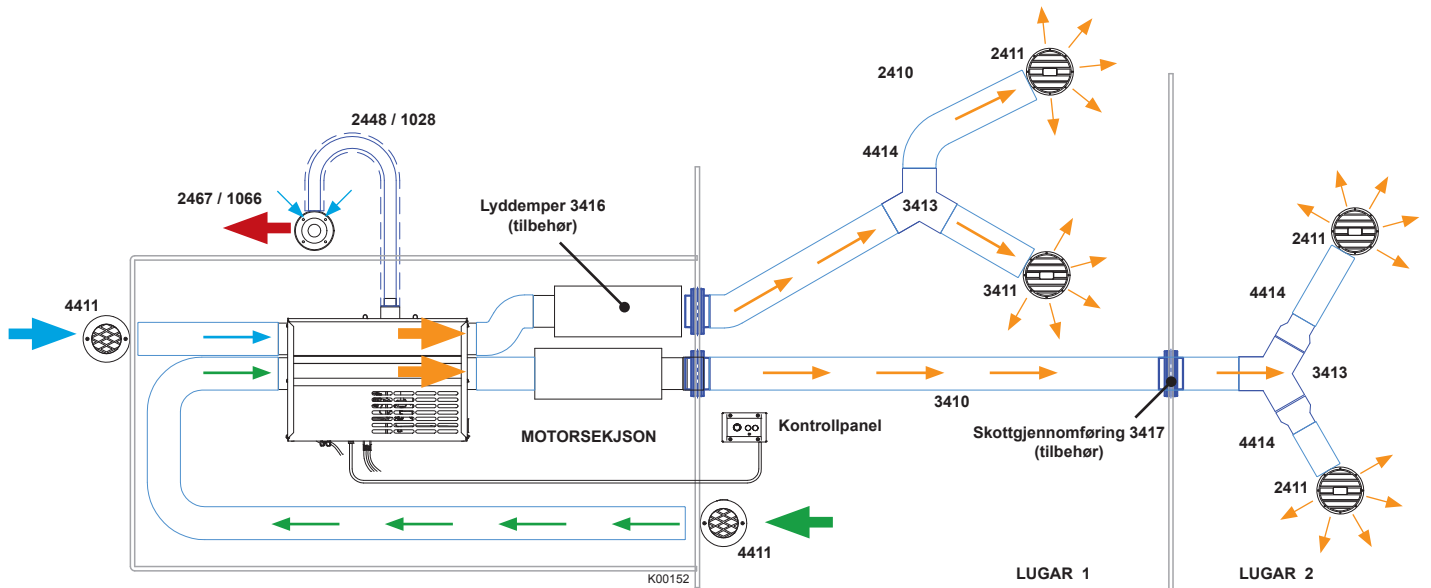 2411
2410
2448 / 1028
4414
2467 / 1066
Lyddemper 3416
(tilbehør)
3413
2411
3411
4411
4414
3413
3410
MOTORSEKJSON
Kontrollpanel
Skottgjennomføring 3417
(tilbehør)
4414
2411
4411
K00152
LUGAR 1
LUGAR 2